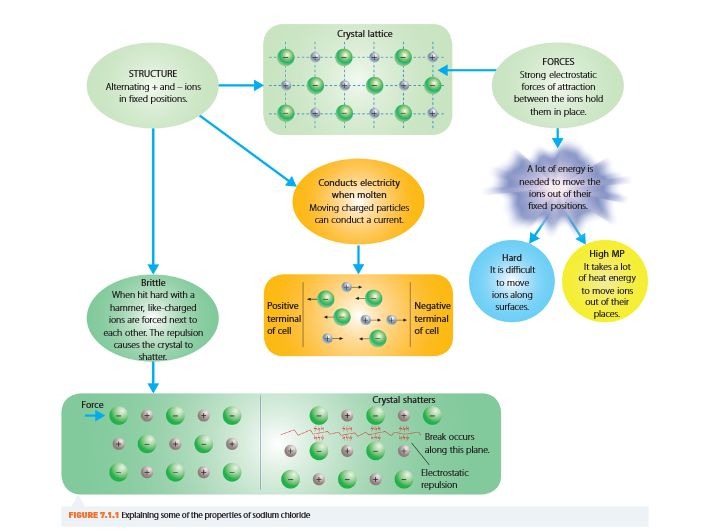 Crystal lattice
STRUCTURE
Alternating + and – ions
in fixed positions.
FORCES
Strong electrostatic
forces of attraction
between the ions hold
them in place.
A lot of energy is
needed to move the
ions out of their
fixed positions.
Conducts electricity
when molten
Moving charged particles
can conduct a current.
Hard
It is difficult
to move
ions along
surfaces.
High MP
It takes a lot
of heat energy
to move ions
out of their
places.
Brittle
When hit hard with a
hammer, like-charged
ions are forced next to
each other. The repulsion
causes the crystal to
shatter.
Positive
terminal
of cell
Negative
terminal
of cell
Force
Crystal shatters
Break occurs
along this plane.
Electrostatic
repulsion
FIGURE 7.1.1 Explaining some of the properties of sodium chloride